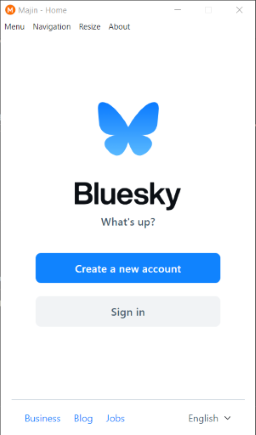 M Majin - Home
Menu Navigation Resize About
Bluesky
What's up?
Create a new account
Sign in
Business Blog Jobs English